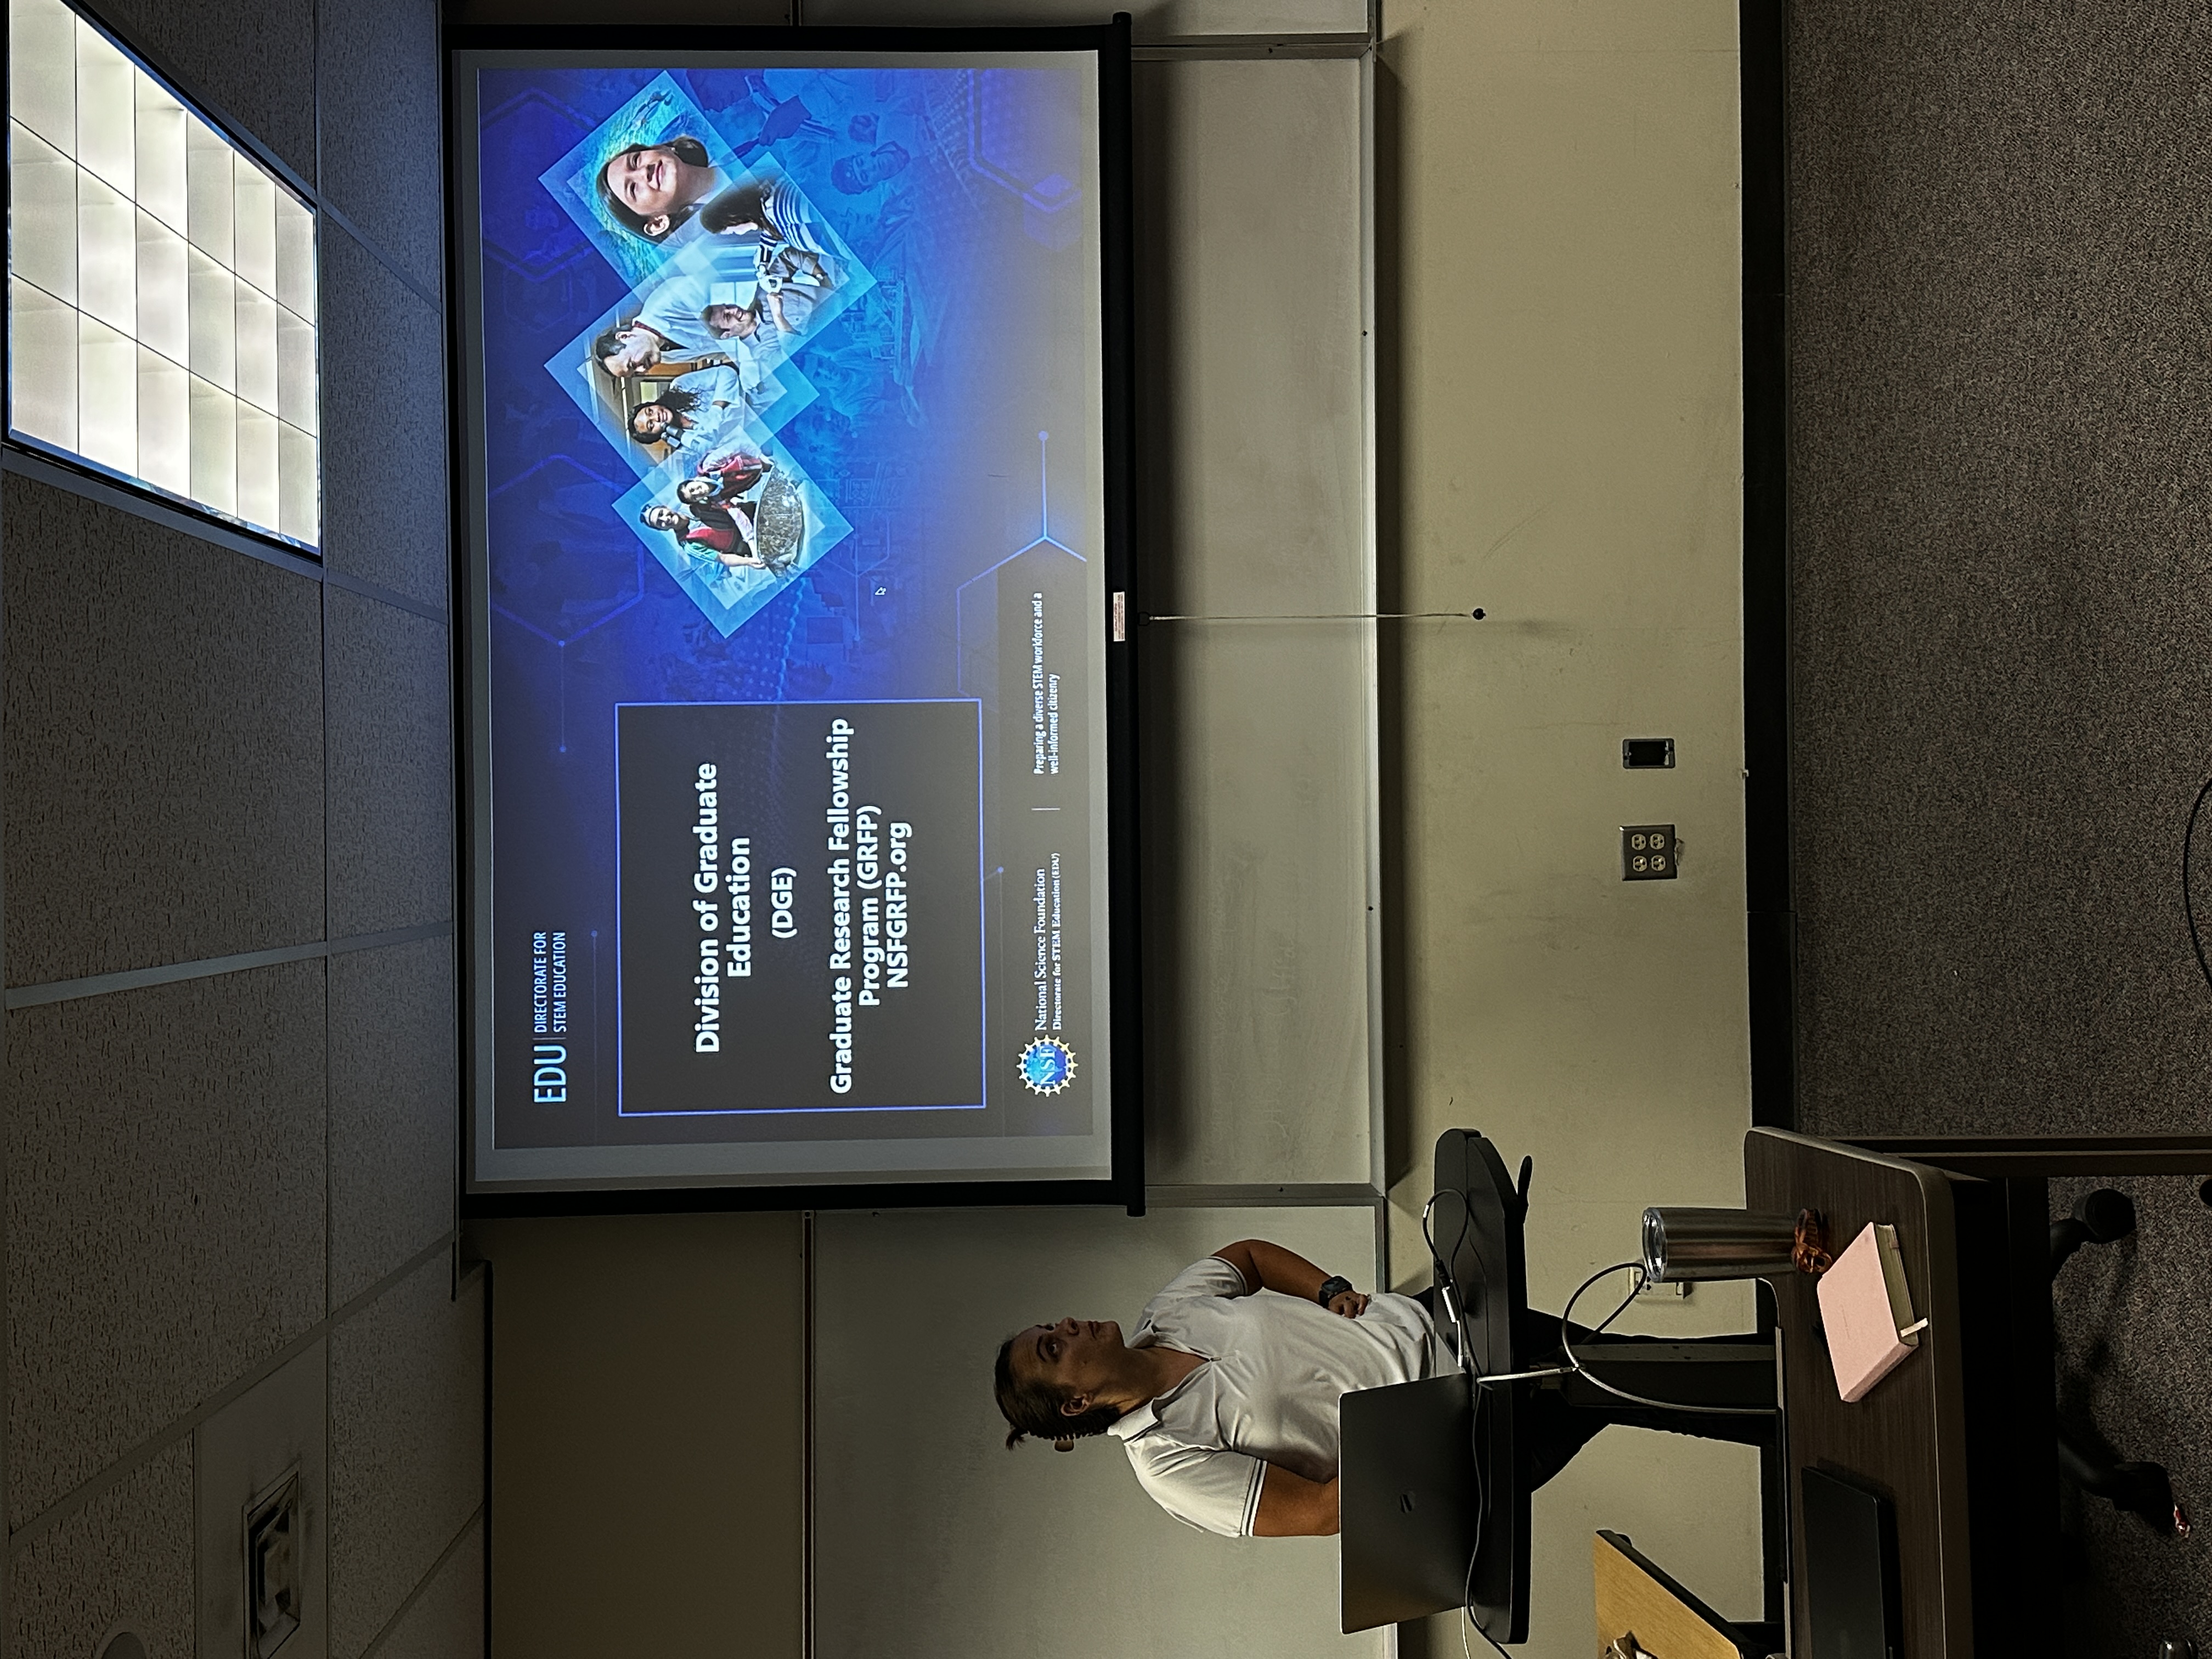 EDU
DIRECTORATE FOR
STEM EDUCATION
Division of Graduate
Education
(DGE)
Graduate Research Fellowship
Program (GRFP)
NSFGRFP.org
NSF
National Science Foundation
Directorate for STEM Education (EDU)
Preparing a diverse STEM workforce and a
well-informed citizenry